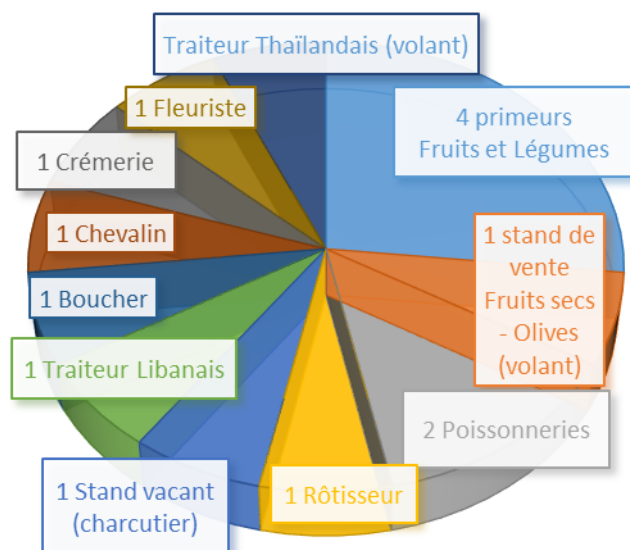 Traiteur Thaïlandais (volant)
4 primeurs
Fruits et Légumes
1 Fleuriste
1 Crémerie
1 Chevalin
1 stand de
vente
Fruits secs
- Olives
(volant)
1 Boucher
1 Traiteur Libanais
2 Poissonneries
1 Stand vacant
(charcutier)
1 Rôtisseur